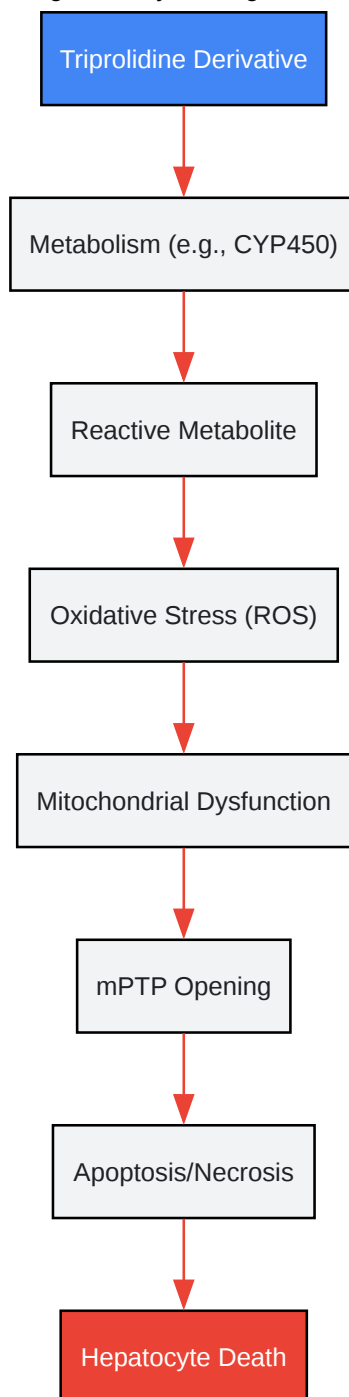 Triprolidine Derivative
Metabolism (e.g., CYP450)
Reactive Metabolite
Oxidative Stress (ROS)
Mitochondrial Dysfunction
mPTP Opening
Apoptosis/Necrosis
Hepatocyte Death